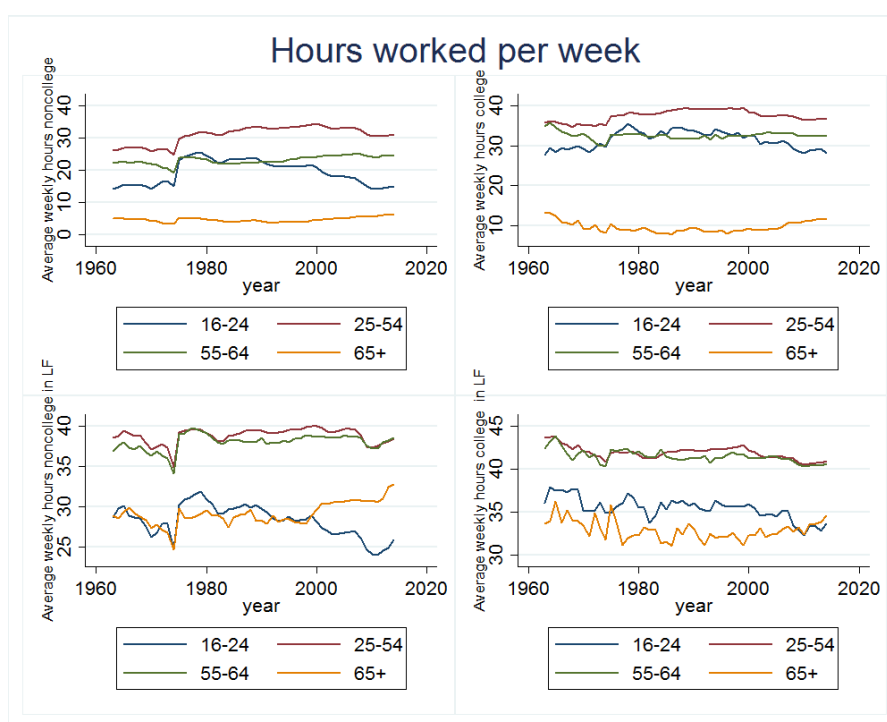 Hours worked per week
Average weekly hours noncollege
40
30
20
10
0
1960 1980 2000 2020
year
16-24 25-54
55-64 65+
Average weekly hours college
40
30
20
10
1960 1980 2000 2020
year
16-24 25-54
55-64 65+
Average weekly hours noncollege in LF
40
35
30
25
1960 1980 2000 2020
year
16-24 25-54
55-64 65+
Average weekly hours college in LF
45
40
35
30
1960 1980 2000 2020
year
16-24 25-54
55-64 65+